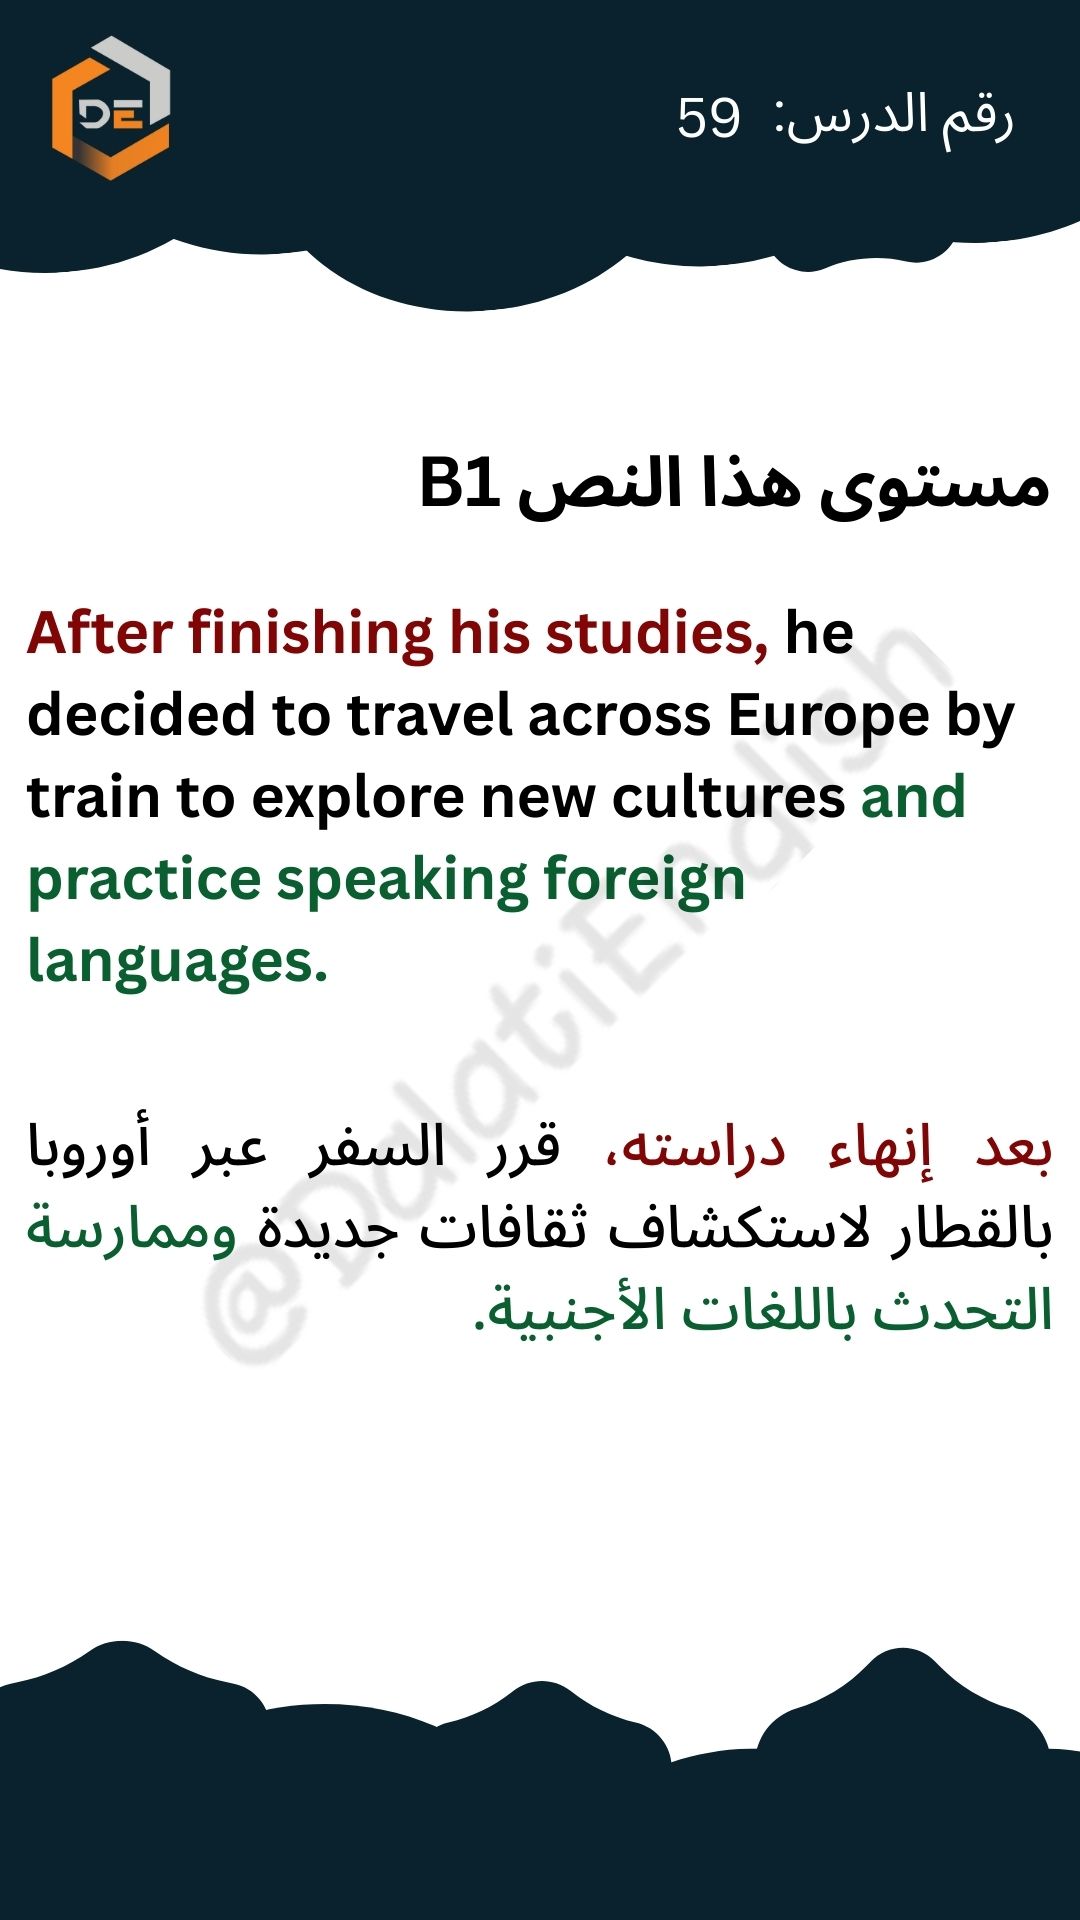 DE
رقم الدرس: 59
مستوى هذا النص B1
After finishing his studies, he
decided to travel across Europe by
train to explore new cultures and
practice speaking foreign
languages.
بعد إنهاء دراسته، قرر السفر عبر أوروبا
بالقطار لاستكشاف ثقافات جديدة وممارسة
التحدث باللغات الأجنبية.
@DalatiEnglish